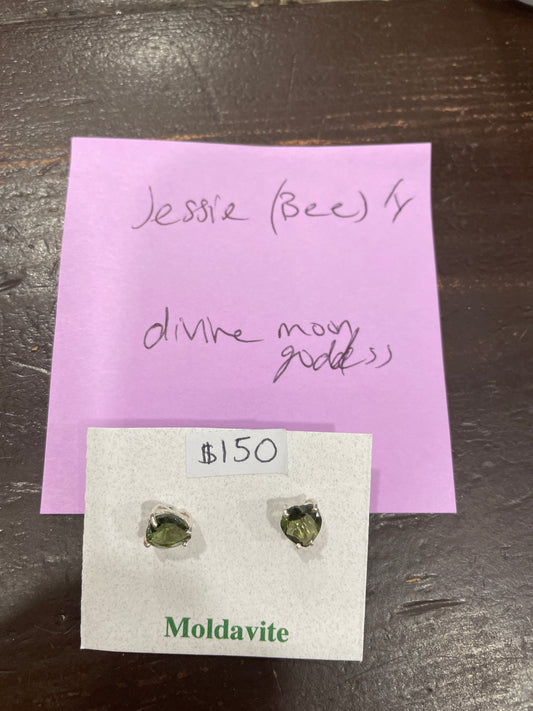 Jessie (Bee)
divine moon
goddess
$150
Moldavite